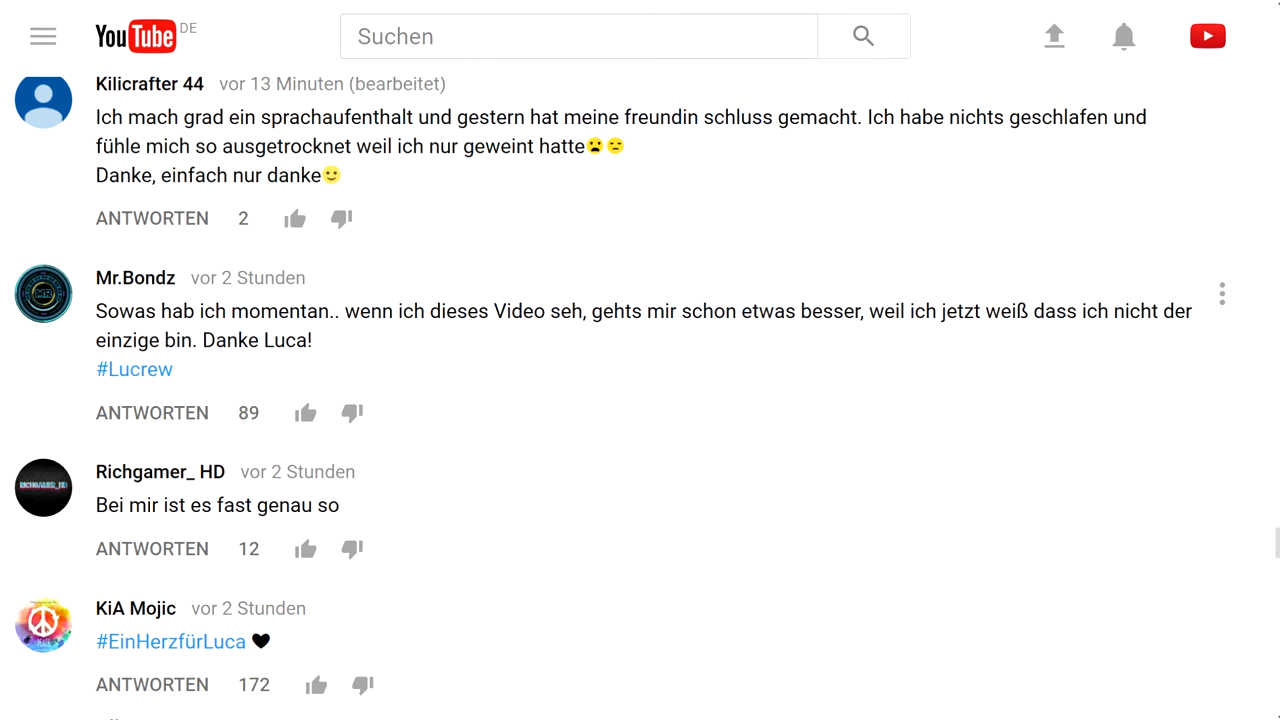 YouTube DE
Suchen
Kilicrafter 44 vor 13 Minuten (bearbeitet)
Ich mach grad ein sprachaufenthalt und gestern hat meine freundin schluss gemacht. Ich habe nichts geschlafen und
fühle mich so ausgetrocknet weil ich nur geweint hatte😦😒
Danke, einfach nur danke🙂
ANTWORTEN 2
Mr.Bondz vor 2 Stunden
Sowas hab ich momentan.. wenn ich dieses Video seh, gehts mir schon etwas besser, weil ich jetzt weiß dass ich nicht der
einzige bin. Danke Luca!
#Lucrew
ANTWORTEN 89
RICHGAMER_HD
Richgamer_ HD vor 2 Stunden
Bei mir ist es fast genau so
ANTWORTEN 12
KiA Mojic vor 2 Stunden
#EinHerzfürLuca 🖤
ANTWORTEN 172